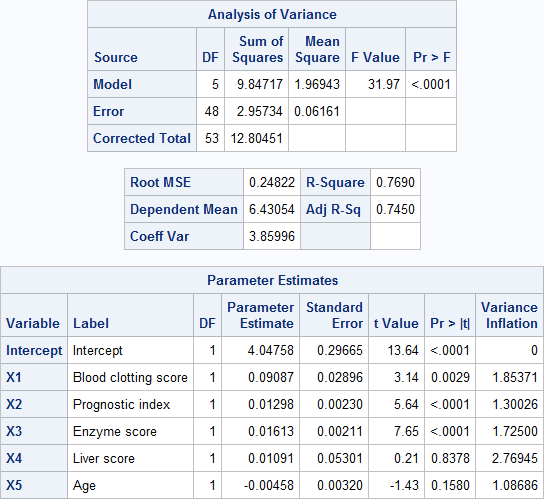 Analysis of Variance
Source DF Sum of Squares Mean Square F Value Pr > F
Model 5 9.84717 1.96943 31.97 <.0001
Error 48 2.95734 0.06161
Corrected Total 53 12.80451
Root MSE 0.24822 R-Square 0.7690
Dependent Mean 6.43054 Adj R-Sq 0.7450
Coeff Var 3.85996
Parameter Estimates
Variable Label DF Parameter Estimate Standard Error t Value Pr > |t| Variance Inflation
Intercept Intercept 1 4.04758 0.29665 13.64 <.0001 0
X1 Blood clotting score 1 0.09087 0.02896 3.14 0.0029 1.85371
X2 Prognostic index 1 0.01298 0.00230 5.64 <.0001 1.30026
X3 Enzyme score 1 0.01613 0.00211 7.65 <.0001 1.72500
X4 Liver score 1 0.01091 0.05301 0.21 0.8378 2.76945
X5 Age 1 -0.00458 0.00320 -1.43 0.1580 1.08686